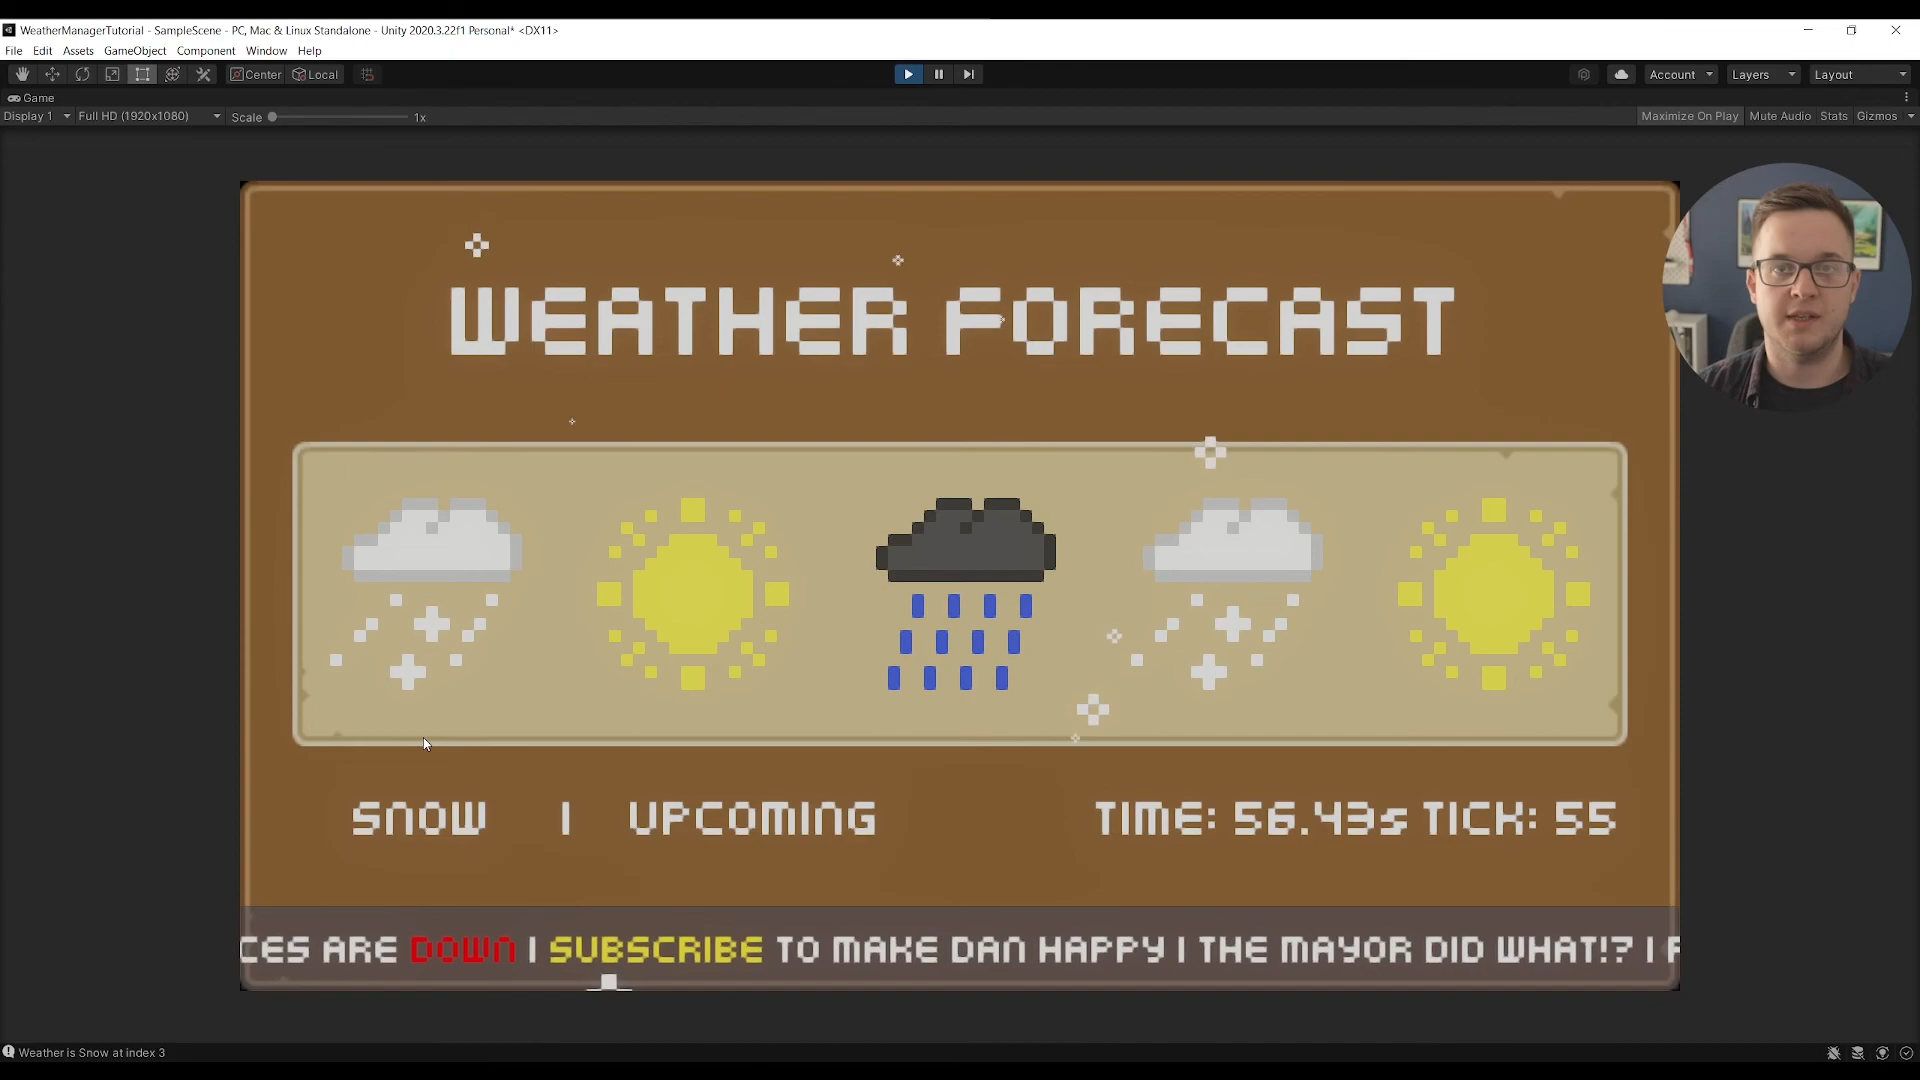 WeatherManagerTutorial - SampleScene - PC, Mac & Linux Standalone - Unity 2020.3.22f1 Personal* <DX11>
File Edit Assets GameObject Component Window Help
Center Local Account Layers Layout
Game
Display 1 Full HD (1920x1080) Scale 1x Maximize On Play Mute Audio Stats Gizmos
WEATHER FORECAST
SNOW | UPCOMING TIME: 56.43s TICK: 55
CES ARE DOWN | SUBSCRIBE TO MAKE DAN HAPPY | THE MAYOR DID WHAT!? |
Weather is Snow at index 3